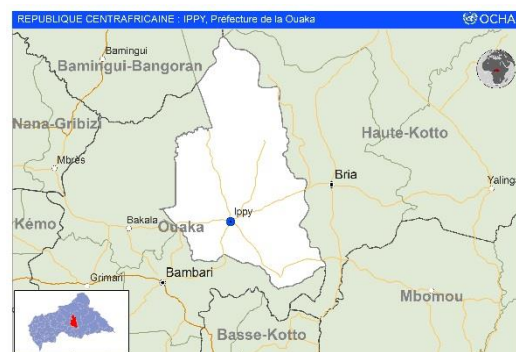 REPUBLIQUE CENTRAFRICAINE : IPPY, Préfecture de la Ouaka
OCHA
Bamingui
Bamingui-Bangoran
Nana-Gribizi
Haute-Kotto
Mbrès
Bria
Yalinga
Ippy
Kémo
Bakala
Ouaka
Grimari
Bambari
Mbomou
Basse-Kotto